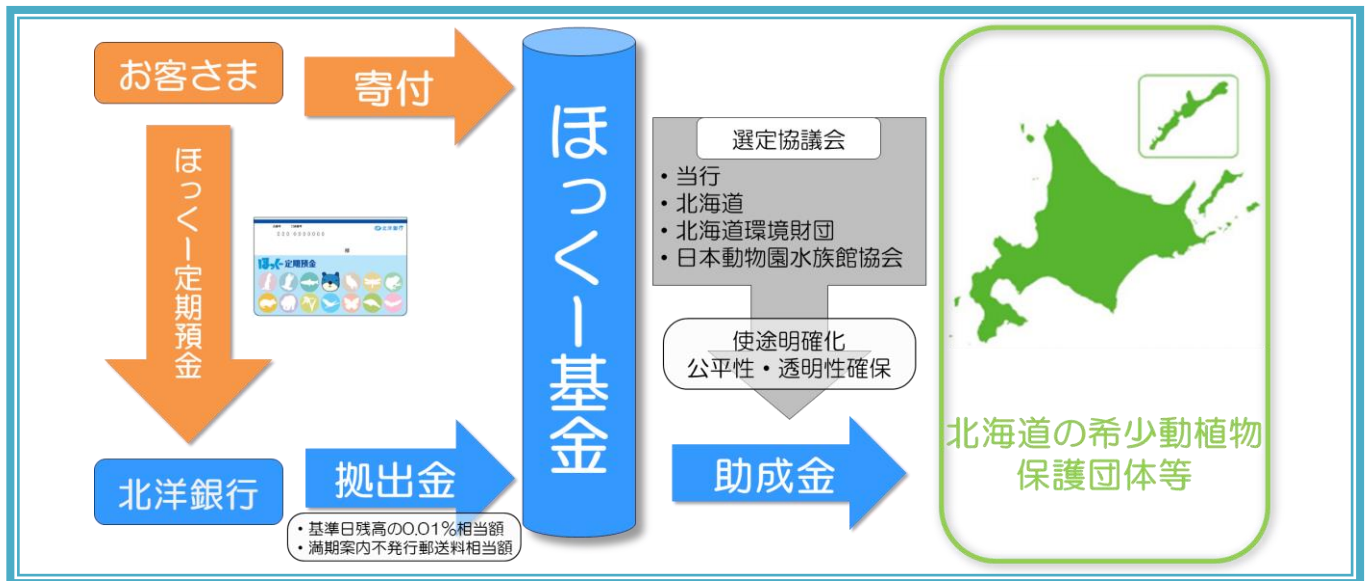 お客さま
寄付
ほっくー定期預金
北洋銀行
ほっくー定期預金
北洋銀行
拠出金
・基準日残高の0.01％相当額
・満期案内不発行郵送料相当額
ほっくー基金
選定協議会
・当行
・北海道
・北海道環境財団
・日本動物園水族館協会
使途明確化
公平性・透明性確保
助成金
北海道の希少動植物
保護団体等